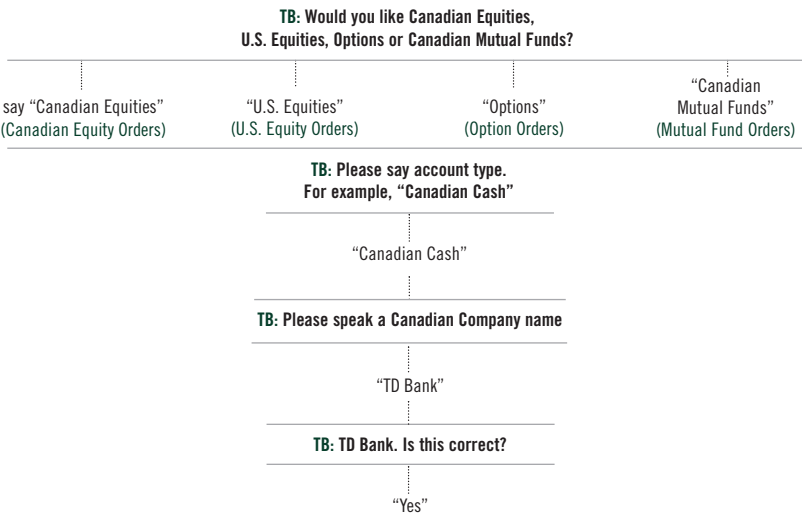 TB: Would you like Canadian Equities,
U.S. Equities, Options or Canadian Mutual Funds?
say “Canadian Equities”
(Canadian Equity Orders)
“U.S. Equities”
(U.S. Equity Orders)
“Options”
(Option Orders)
“Canadian
Mutual Funds”
(Mutual Fund Orders)
TB: Please say account type.
For example, “Canadian Cash”
“Canadian Cash”
TB: Please speak a Canadian Company name
“TD Bank”
TB: TD Bank. Is this correct?
“Yes”